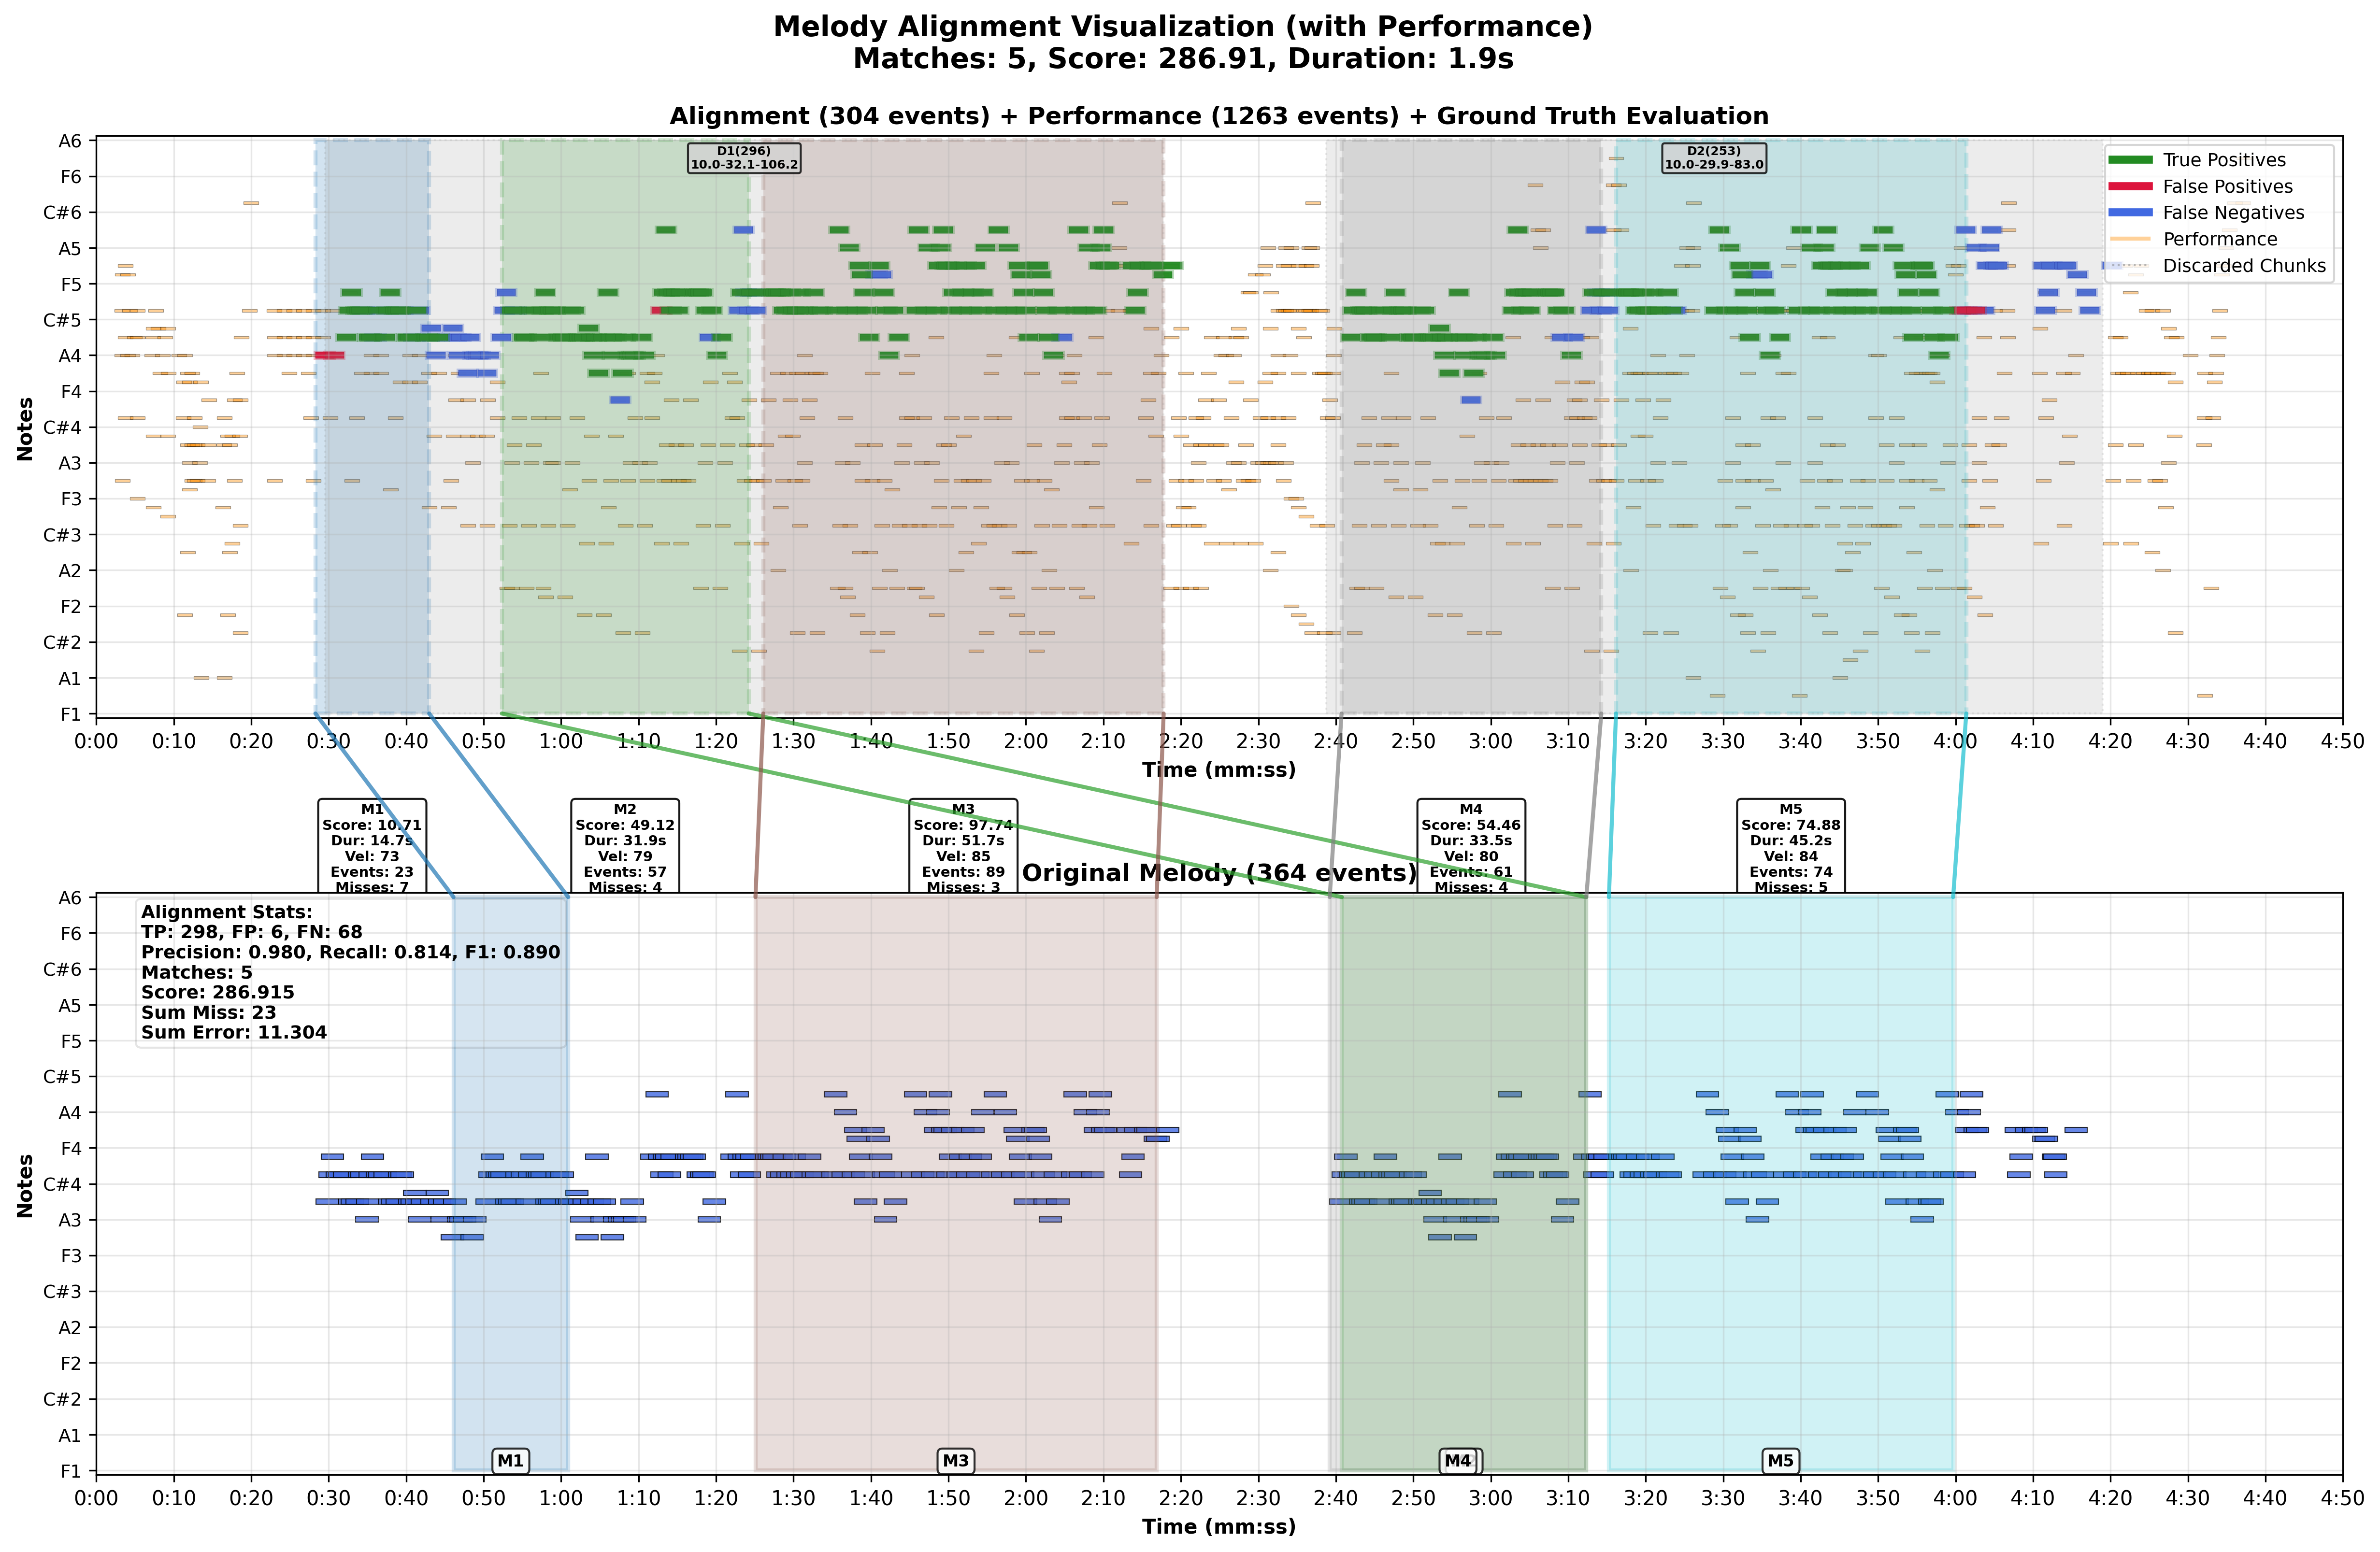 Melody Alignment Visualization (with Performance)
Matches: 5, Score: 286.91, Duration: 1.9s
Alignment (304 events) + Performance (1263 events) + Ground Truth Evaluation
Notes
A6
F6
C#6
A5
F5
C#5
A4
F4
C#4
A3
F3
C#3
A2
F2
C#2
A1
F1
D1(296)
10.0-32.1-106.2
D2(253)
10.0-29.9-83.0
True Positives
False Positives
False Negatives
Performance
Discarded Chunks
0:00 0:10 0:20 0:30 0:40 0:50 1:00 1:10 1:20 1:30 1:40 1:50 2:00 2:10 2:20 2:30 2:40 2:50 3:00 3:10 3:20 3:30 3:40 3:50 4:00 4:10 4:20 4:30 4:40 4:50
Time (mm:ss)
M1
Score: 10.71
Dur: 14.7s
Vel: 73
Events: 23
Misses: 7
M2
Score: 49.12
Dur: 31.9s
Vel: 79
Events: 57
Misses: 4
M3
Score: 97.74
Dur: 51.7s
Vel: 85
Events: 89
Misses: 3
M4
Score: 54.46
Dur: 33.5s
Vel: 80
Events: 61
Misses: 4
M5
Score: 74.88
Dur: 45.2s
Vel: 84
Events: 74
Misses: 5
Original Melody (364 events)
Notes
A6
F6
C#6
A5
F5
C#5
A4
F4
C#4
A3
F3
C#3
A2
F2
C#2
A1
F1
Alignment Stats:
TP: 298, FP: 6, FN: 68
Precision: 0.980, Recall: 0.814, F1: 0.890
Matches: 5
Score: 286.915
Sum Miss: 23
Sum Error: 11.304
M1
M3
M4
M5
0:00 0:10 0:20 0:30 0:40 0:50 1:00 1:10 1:20 1:30 1:40 1:50 2:00 2:10 2:20 2:30 2:40 2:50 3:00 3:10 3:20 3:30 3:40 3:50 4:00 4:10 4:20 4:30 4:40 4:50
Time (mm:ss)